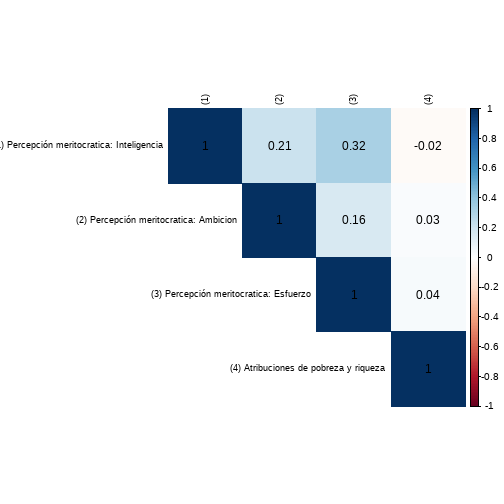 (1) (2) (3) (4)
) Percepción meritocratica: Inteligencia 1 0.21 0.32 -0.02
(2) Percepción meritocratica: Ambicion 1 0.16 0.03
(3) Percepción meritocratica: Esfuerzo 1 0.04
(4) Atribuciones de pobreza y riqueza 1
1
0.8
0.6
0.4
0.2
0
-0.2
-0.4
-0.6
-0.8
-1